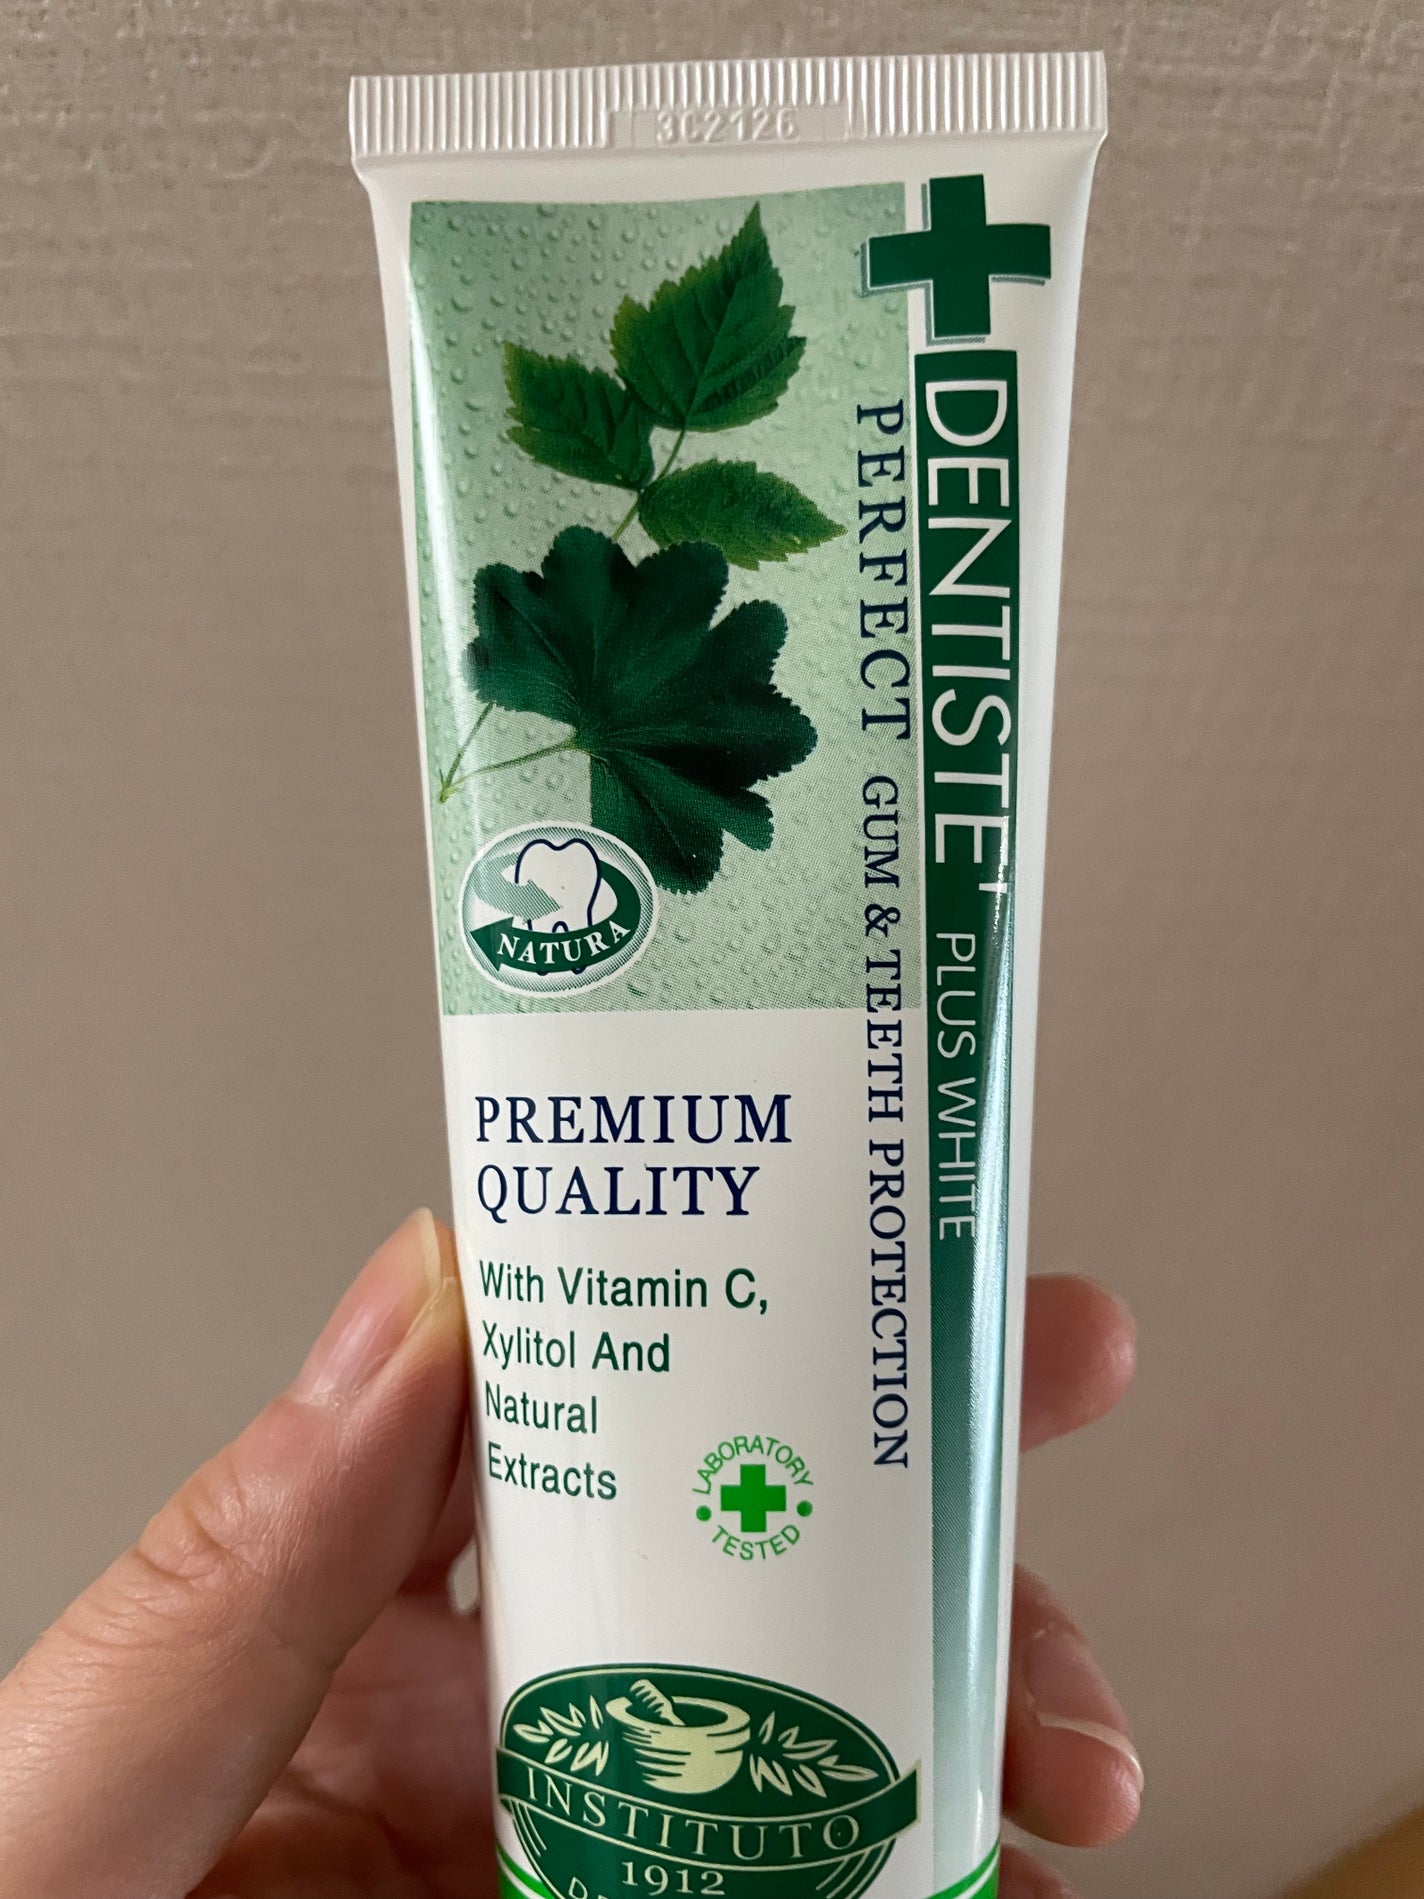 3C2126
DENTISTE' PLUS WHITE
PERFECT GUM & TEETH PROTECTION
NATURA
PREMIUM
QUALITY
With Vitamin C,
Xylitol And
Natural
Extracts
LABORATORY
TESTED
INSTITUTO
1912